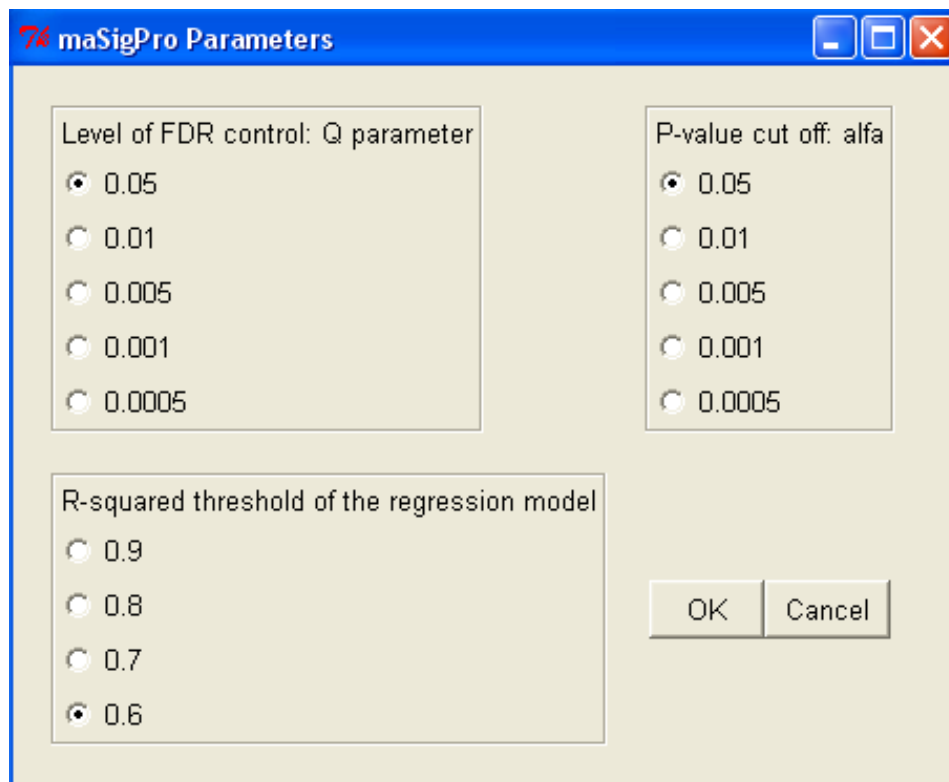 maSigPro Parameters
Level of FDR control: Q parameter
0.05
0.01
0.005
0.001
0.0005
P-value cut off: alfa
0.05
0.01
0.005
0.001
0.0005
R-squared threshold of the regression model
0.9
0.8
0.7
0.6
OK
Cancel